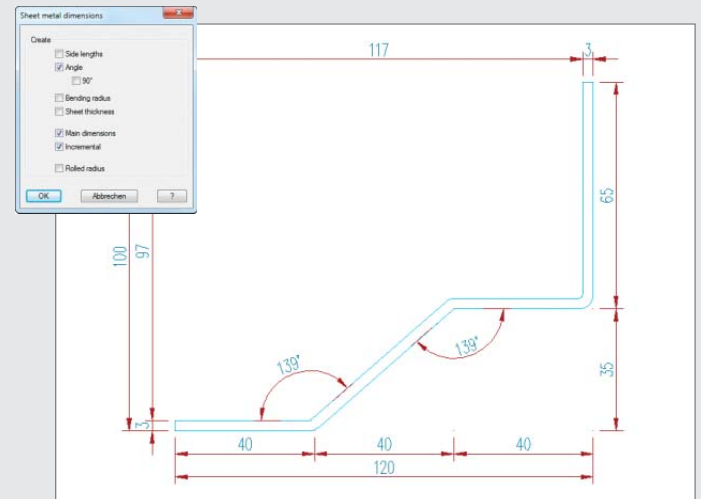 Sheet metal dimensions
Create
Side lengths
Angle
90°
Bending radius
Sheet thickness
Main dimensions
Incremental
Rolled radius
OK Abbrechen ?
117 3
65
100 97
139°
139°
35
3
40 40 40
120